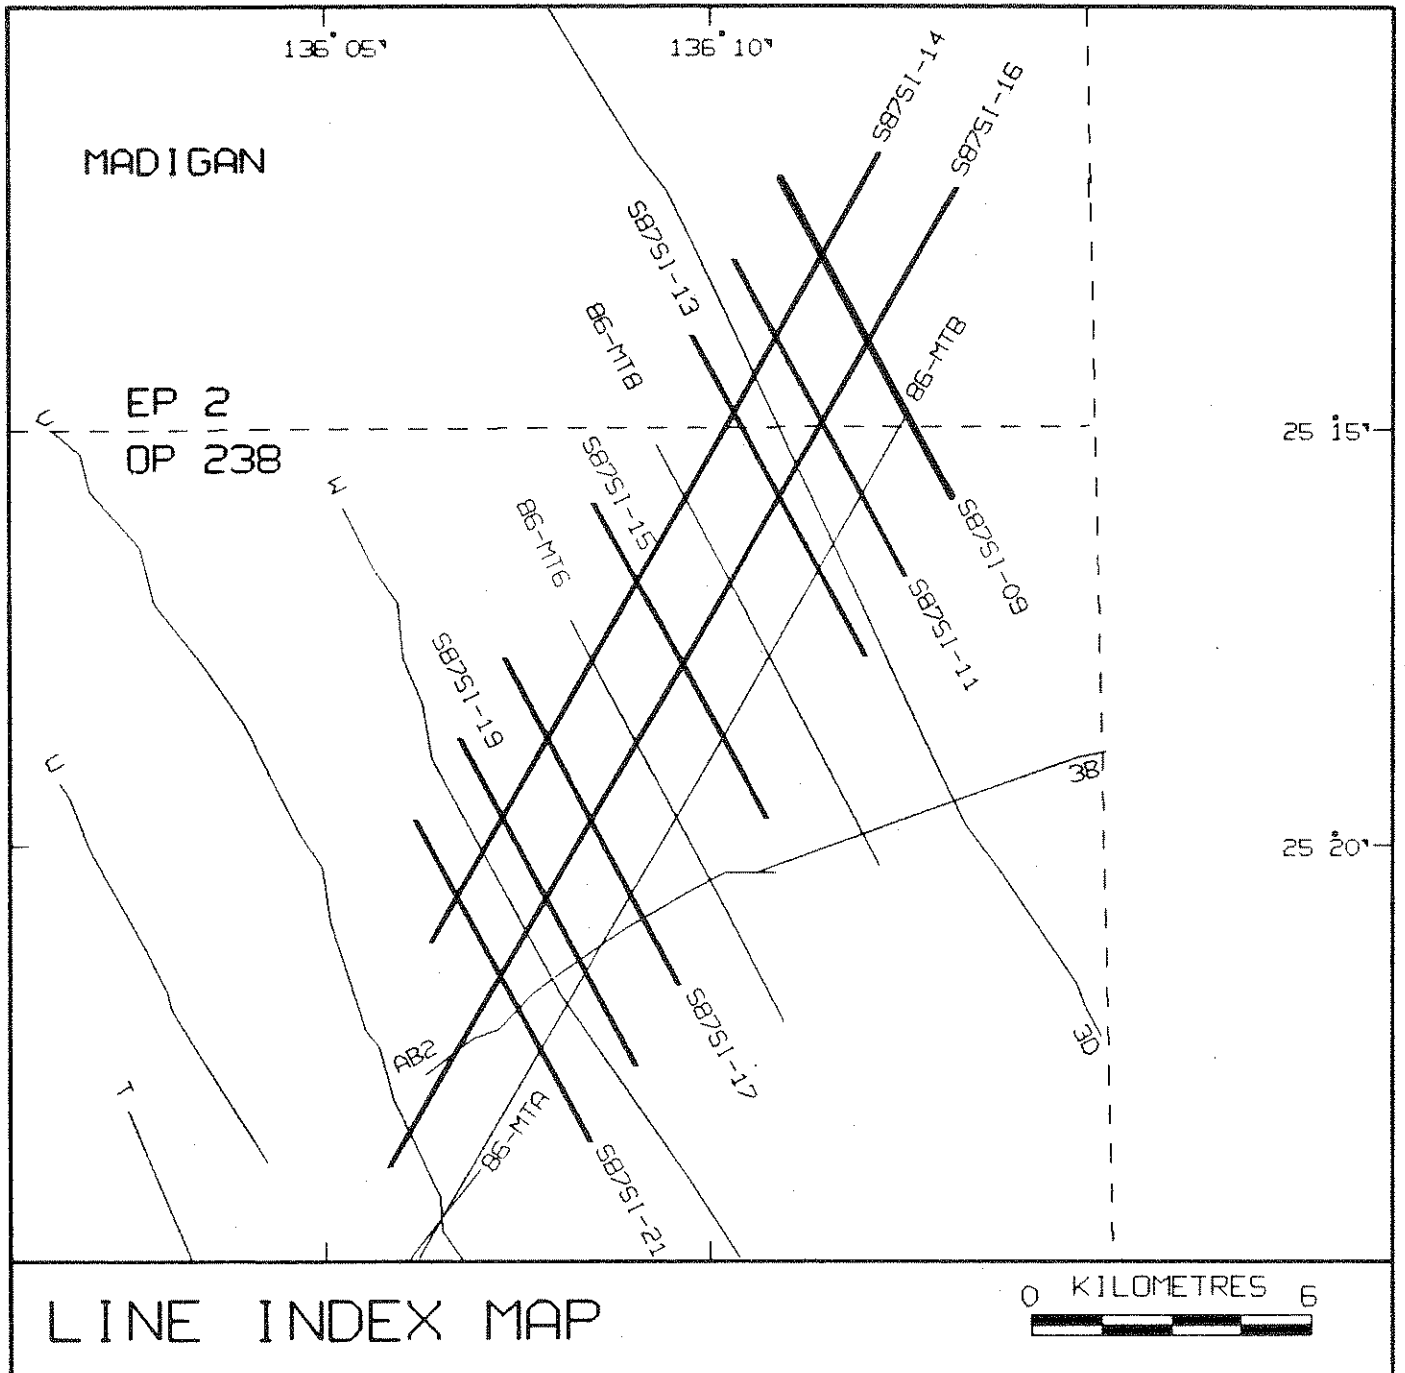 136° 05'
136° 10'
S87SI-14
S87SI-16
MADIGAN
S87SI-13
86-MT8
86-MTB
EP 2
OP 238
25° 15'
U
S87SI-15
W
86-MT6
S87SI-09
S87SI-11
S87SI-19
U
3B
25° 20'
S87SI-17
3D
AB2
T
86-MTA
S87SI-21
LINE INDEX MAP
0 KILOMETRES 6